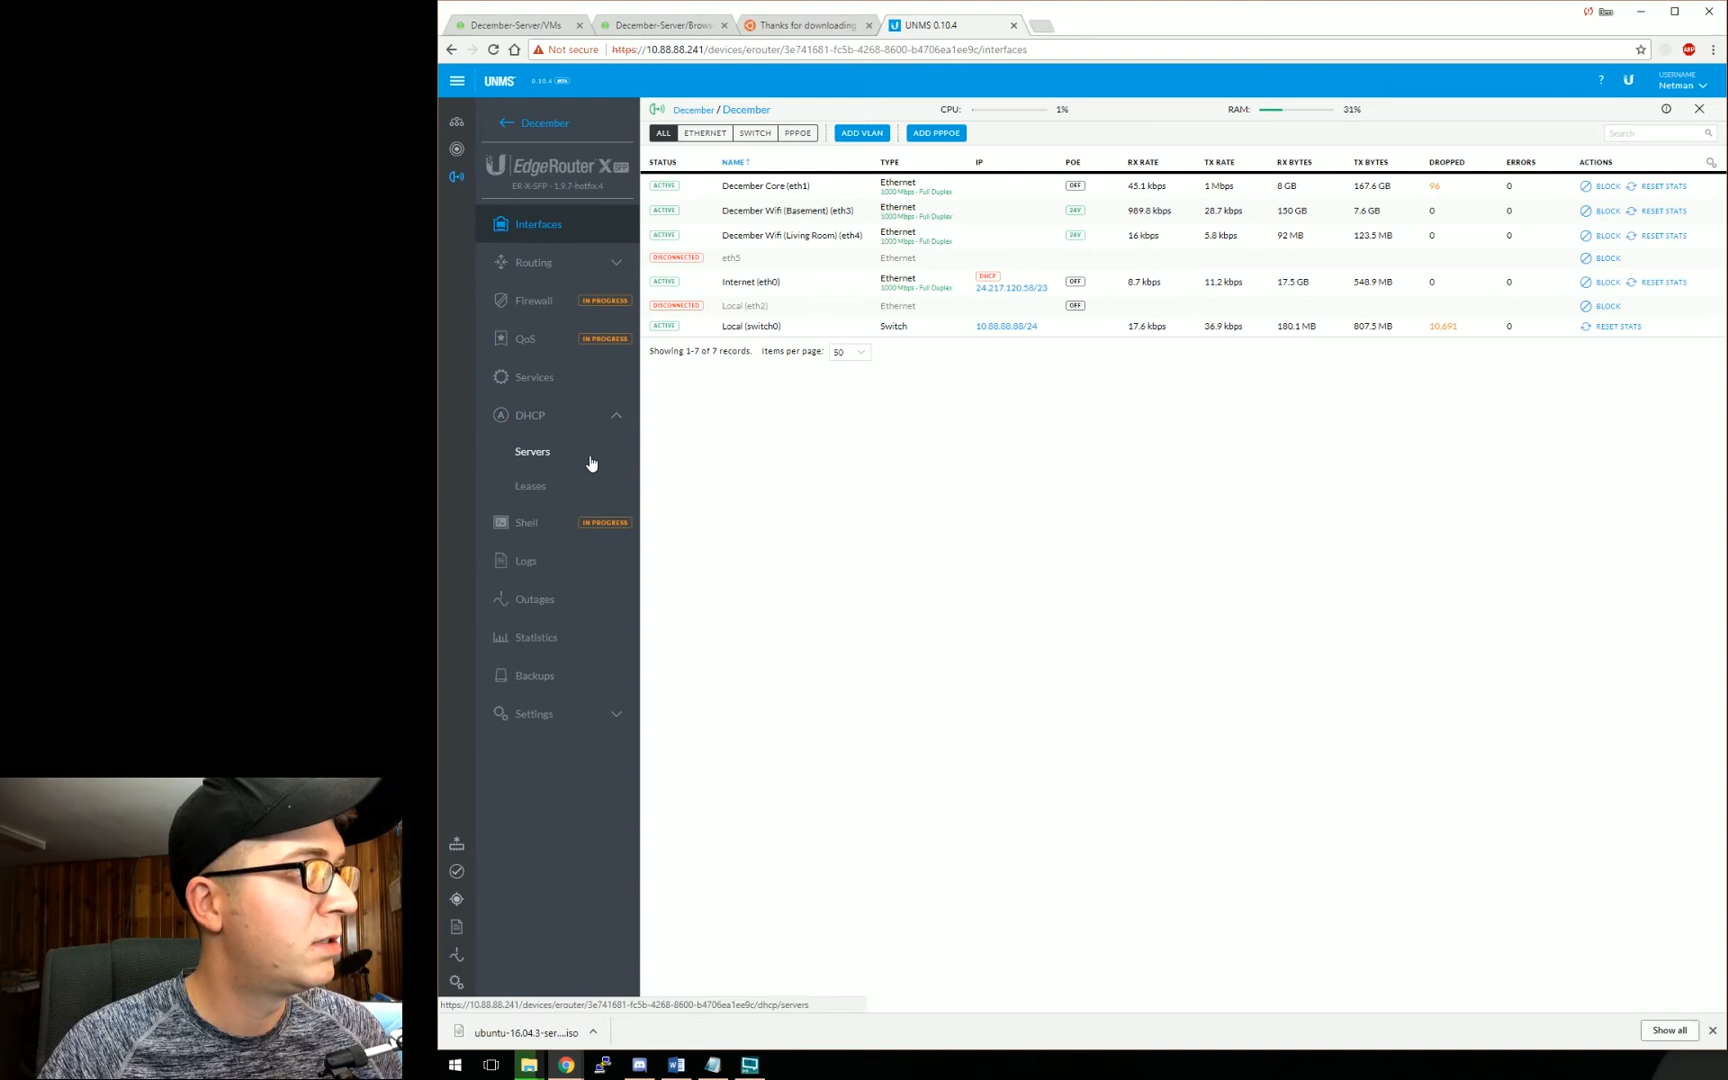 December-Server/VMs
December-Server/Brows
Thanks for downloading
UNMS 0.10.4
Not secure
https://10.88.88.241/devices/erouter/3e741681-fc5b-4268-8600-b4706ea1ee9c/interfaces
ABP
UNMS
0.10.4 BETA
?
USERNAME
Netman
December
EdgeRouter X SFP
ER-X-SFP - 1.9.7-hotfix.4
Interfaces
Routing
Firewall IN PROGRESS
QoS IN PROGRESS
Services
DHCP
Servers
Leases
Shell IN PROGRESS
Logs
Outages
Statistics
Backups
Settings
December / December
CPU: 1%
RAM: 31%
ALL ETHERNET SWITCH PPPOE ADD VLAN ADD PPPOE
Search
STATUS NAME TYPE IP POE RX RATE TX RATE RX BYTES TX BYTES DROPPED ERRORS ACTIONS
ACTIVE December Core (eth1) Ethernet OFF 45.1 kbps 1 Mbps 8 GB 167.6 GB 96 0 BLOCK RESET STATS
1000 Mbps - Full Duplex
ACTIVE December Wifi (Basement) (eth3) Ethernet 24V 989.8 kbps 28.7 kbps 150 GB 7.6 GB 0 0 BLOCK RESET STATS
1000 Mbps - Full Duplex
ACTIVE December Wifi (Living Room) (eth4) Ethernet 24V 16 kbps 5.8 kbps 92 MB 123.5 MB 0 0 BLOCK RESET STATS
1000 Mbps - Full Duplex
DISCONNECTED eth5 Ethernet BLOCK
ACTIVE Internet (eth0) Ethernet DHCP OFF 8.7 kbps 11.2 kbps 17.5 GB 548.9 MB 0 0 BLOCK RESET STATS
1000 Mbps - Full Duplex 24.217.120.58/23
DISCONNECTED Local (eth2) Ethernet OFF BLOCK
ACTIVE Local (switch0) Switch 10.88.88.88/24 17.6 kbps 36.9 kbps 180.1 MB 807.5 MB 10,691 0 RESET STATS
Showing 1-7 of 7 records. Items per page: 50
https://10.88.88.241/devices/erouter/3e741681-fc5b-4268-8600-b4706ea1ee9c/dhcp/servers
ubuntu-16.04.3-ser....iso
Show all